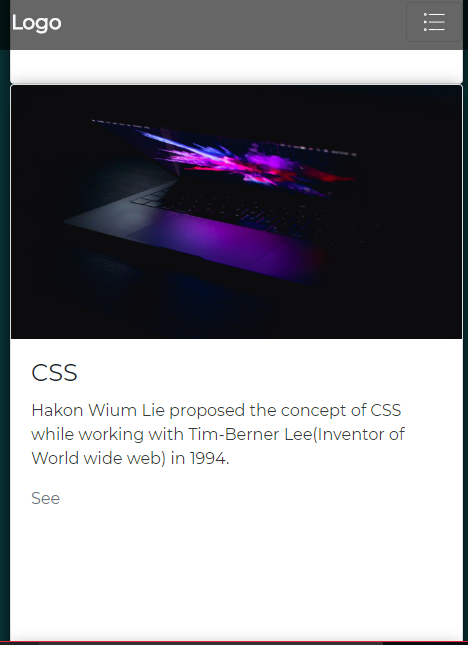 Logo
CSS
Hakon Wium Lie proposed the concept of CSS
while working with Tim-Berner Lee(Inventor of
World wide web) in 1994.
See